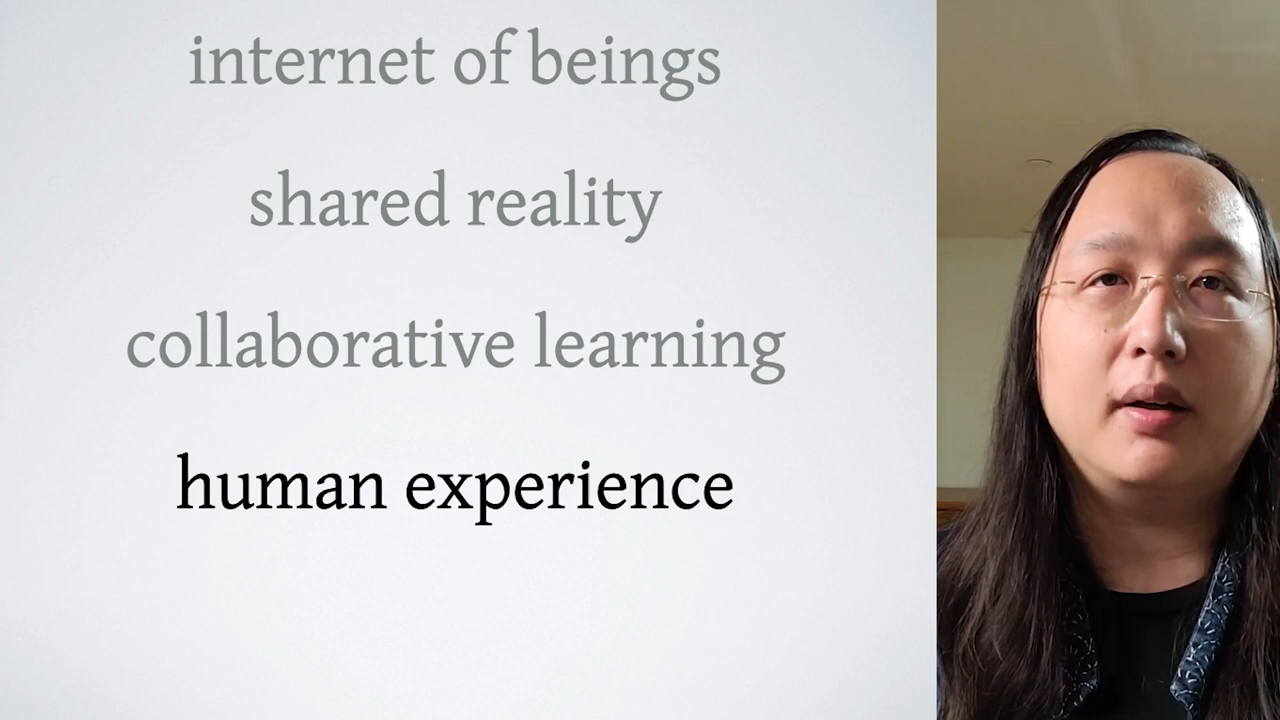 internet of beings
shared reality
collaborative learning
human experience